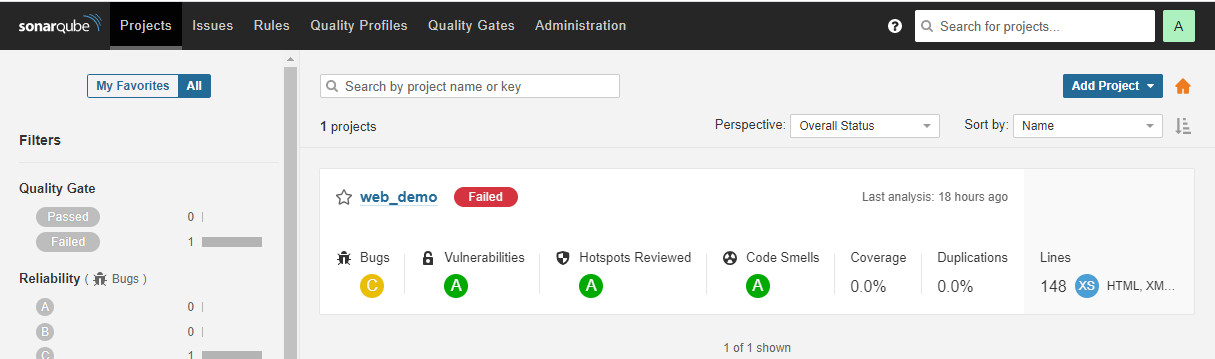 sonarqube Projects Issues Rules Quality Profiles Quality Gates Administration ? Search for projects... A
My Favorites All
Search by project name or key
Add Project
1 projects
Perspective: Overall Status
Sort by: Name
Filters
Quality Gate
Passed 0
Failed 1
Reliability ( Bugs )
A 0
B 0
C 1
web_demo Failed
Last analysis: 18 hours ago
Bugs Vulnerabilities Hotspots Reviewed Code Smells Coverage Duplications Lines
C A A A 0.0% 0.0% 148 XS HTML, XM...
1 of 1 shown